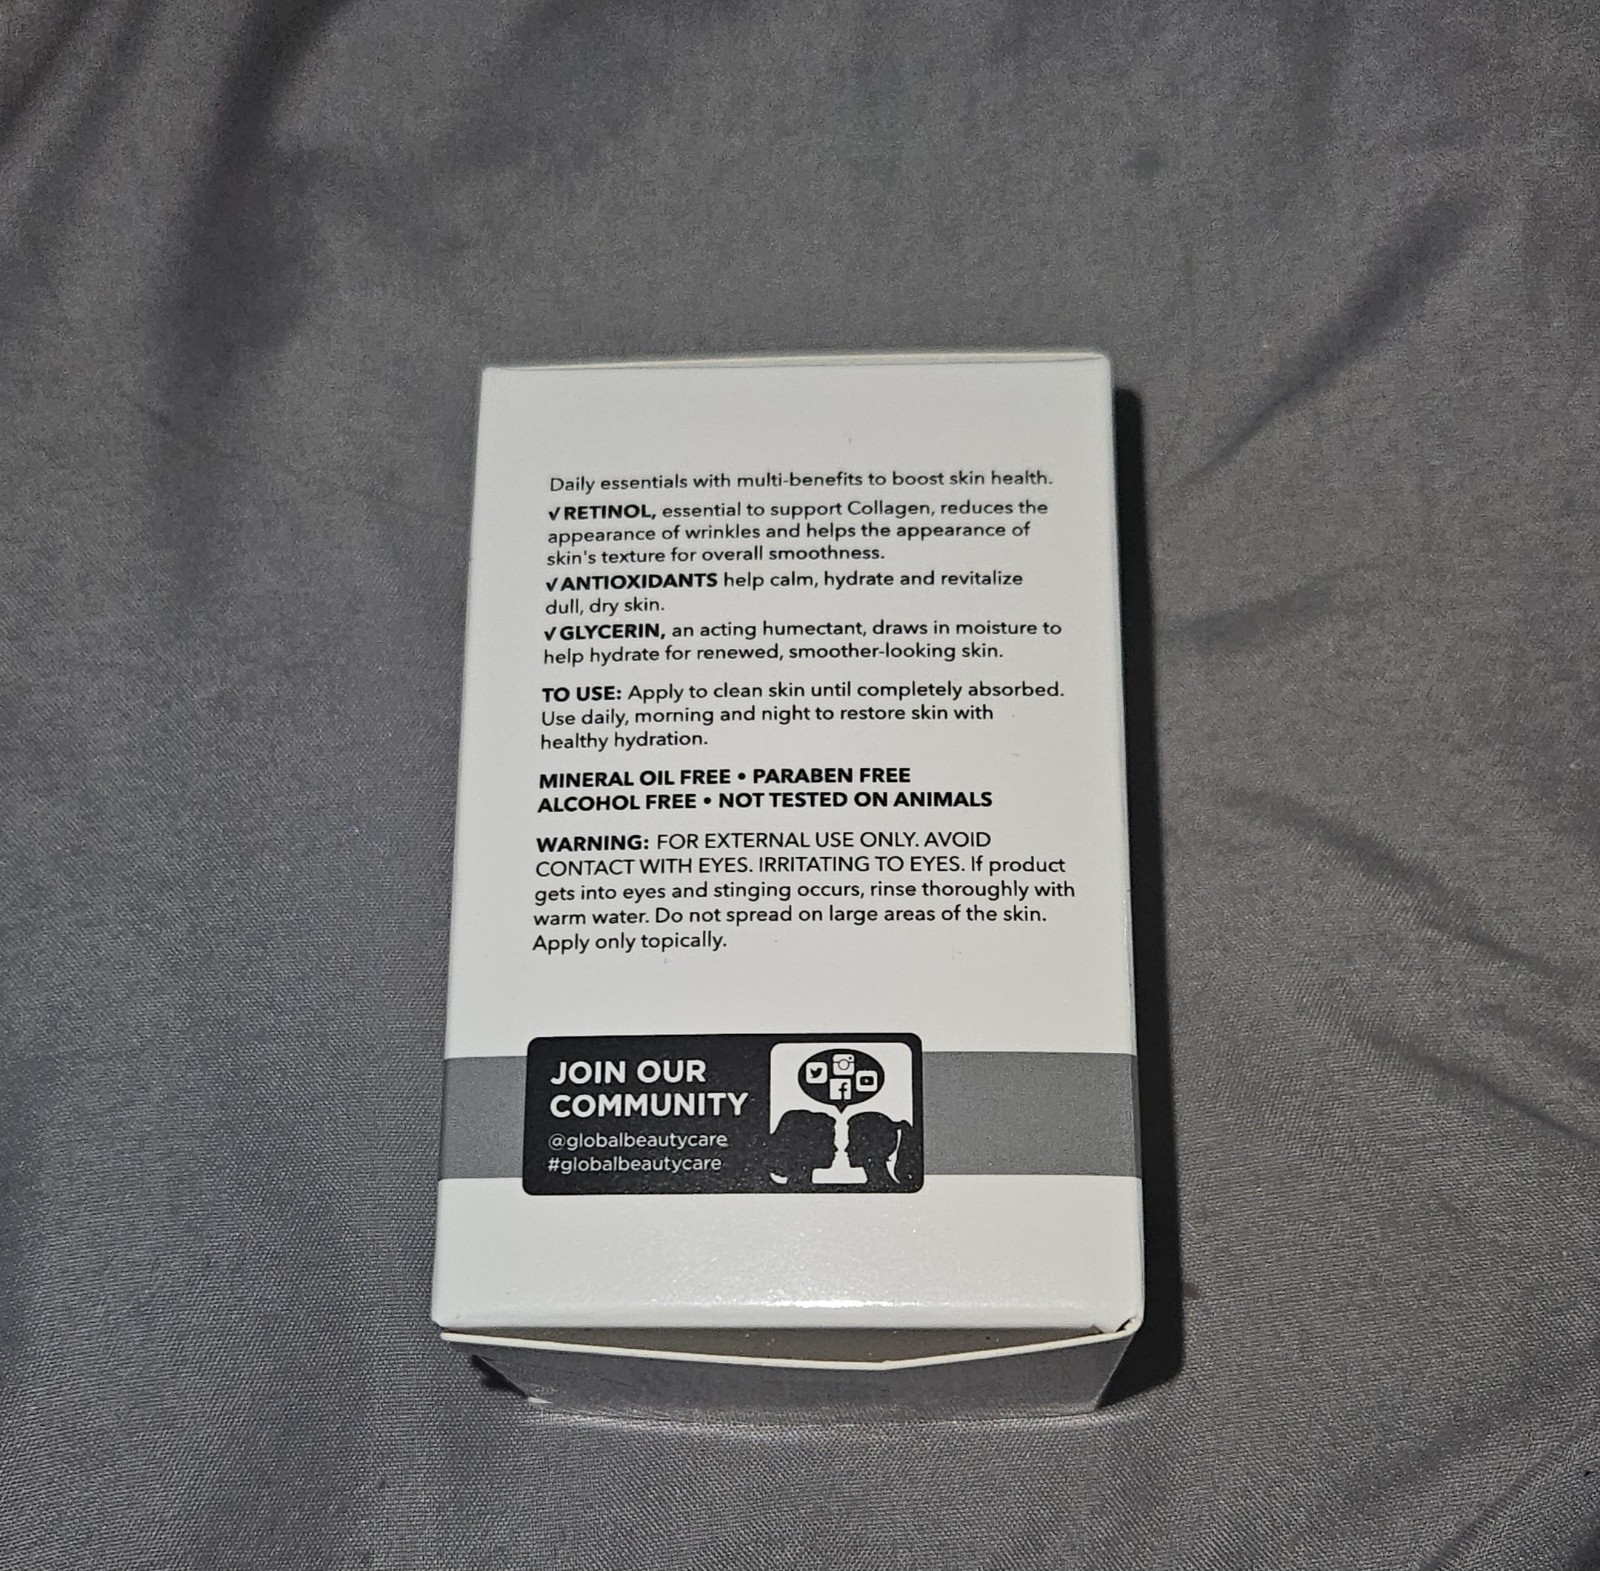 Daily essentials with multi-benefits to boost skin health.
√ RETINOL, essential to support Collagen, reduces the
appearance of wrinkles and helps the appearance of
skin's texture for overall smoothness.
√ ANTIOXIDANTS help calm, hydrate and revitalize
dull, dry skin.
√ GLYCERIN, an acting humectant, draws in moisture to
help hydrate for renewed, smoother-looking skin.
TO USE: Apply to clean skin until completely absorbed.
Use daily, morning and night to restore skin with
healthy hydration.
MINERAL OIL FREE • PARABEN FREE
ALCOHOL FREE • NOT TESTED ON ANIMALS
WARNING: FOR EXTERNAL USE ONLY. AVOID
CONTACT WITH EYES. IRRITATING TO EYES. If product
gets into eyes and stinging occurs, rinse thoroughly with
warm water. Do not spread on large areas of the skin.
Apply only topically.
JOIN OUR
COMMUNITY
@globalbeautycare
#globalbeautycare